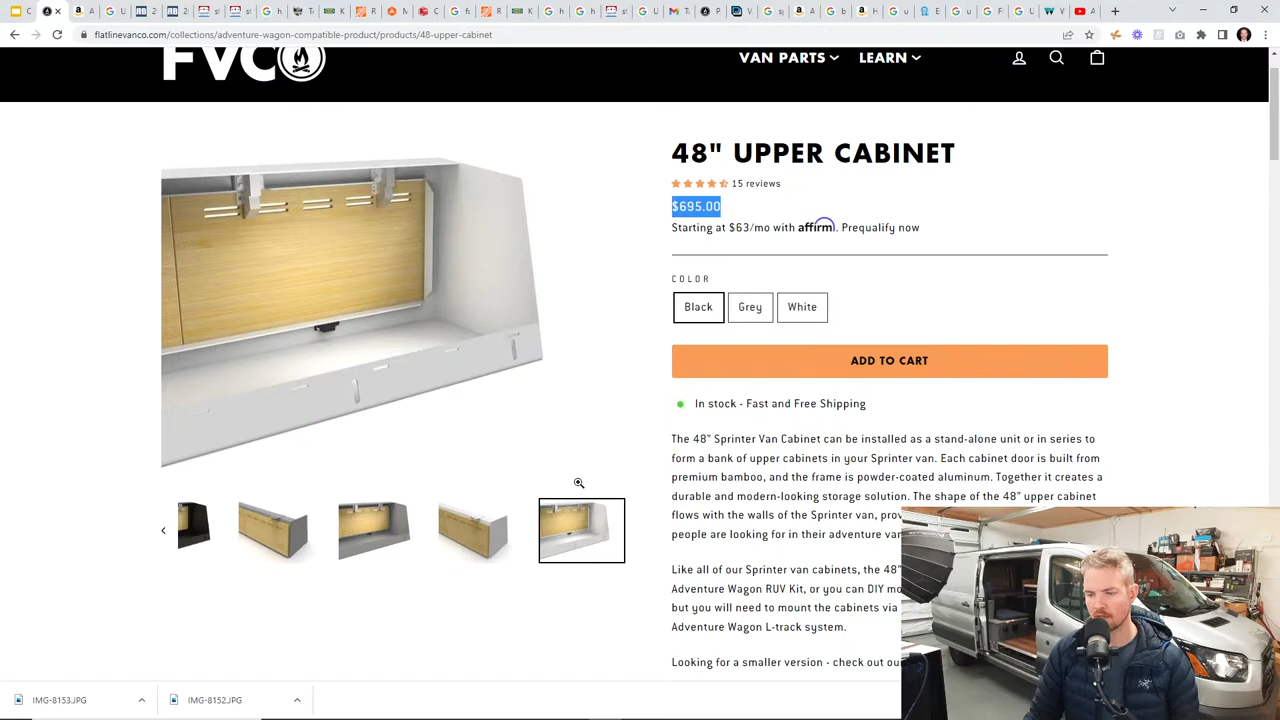 flatlinevanco.com/collections/adventure-wagon-compatible-product/products/48-upper-cabinet
FVCO
VAN PARTS
LEARN
48" UPPER CABINET
15 reviews
$695.00
Starting at $63/mo with affirm. Prequalify now
COLOR
Black
Grey
White
ADD TO CART
In stock - Fast and Free Shipping
The 48" Sprinter Van Cabinet can be installed as a stand-alone unit or in series to
form a bank of upper cabinets in your Sprinter van. Each cabinet door is built from
premium bamboo, and the frame is powder-coated aluminum. Together it creates a
durable and modern-looking storage solution. The shape of the 48" upper cabinet
flows with the walls of the Sprinter van, prov
people are looking for in their adventure van
Like all of our Sprinter van cabinets, the 48"
Adventure Wagon RUV Kit, or you can DIY mo
but you will need to mount the cabinets via
Adventure Wagon L-track system.
Looking for a smaller version - check out ou
IMG-8153.JPG
IMG-8152.JPG